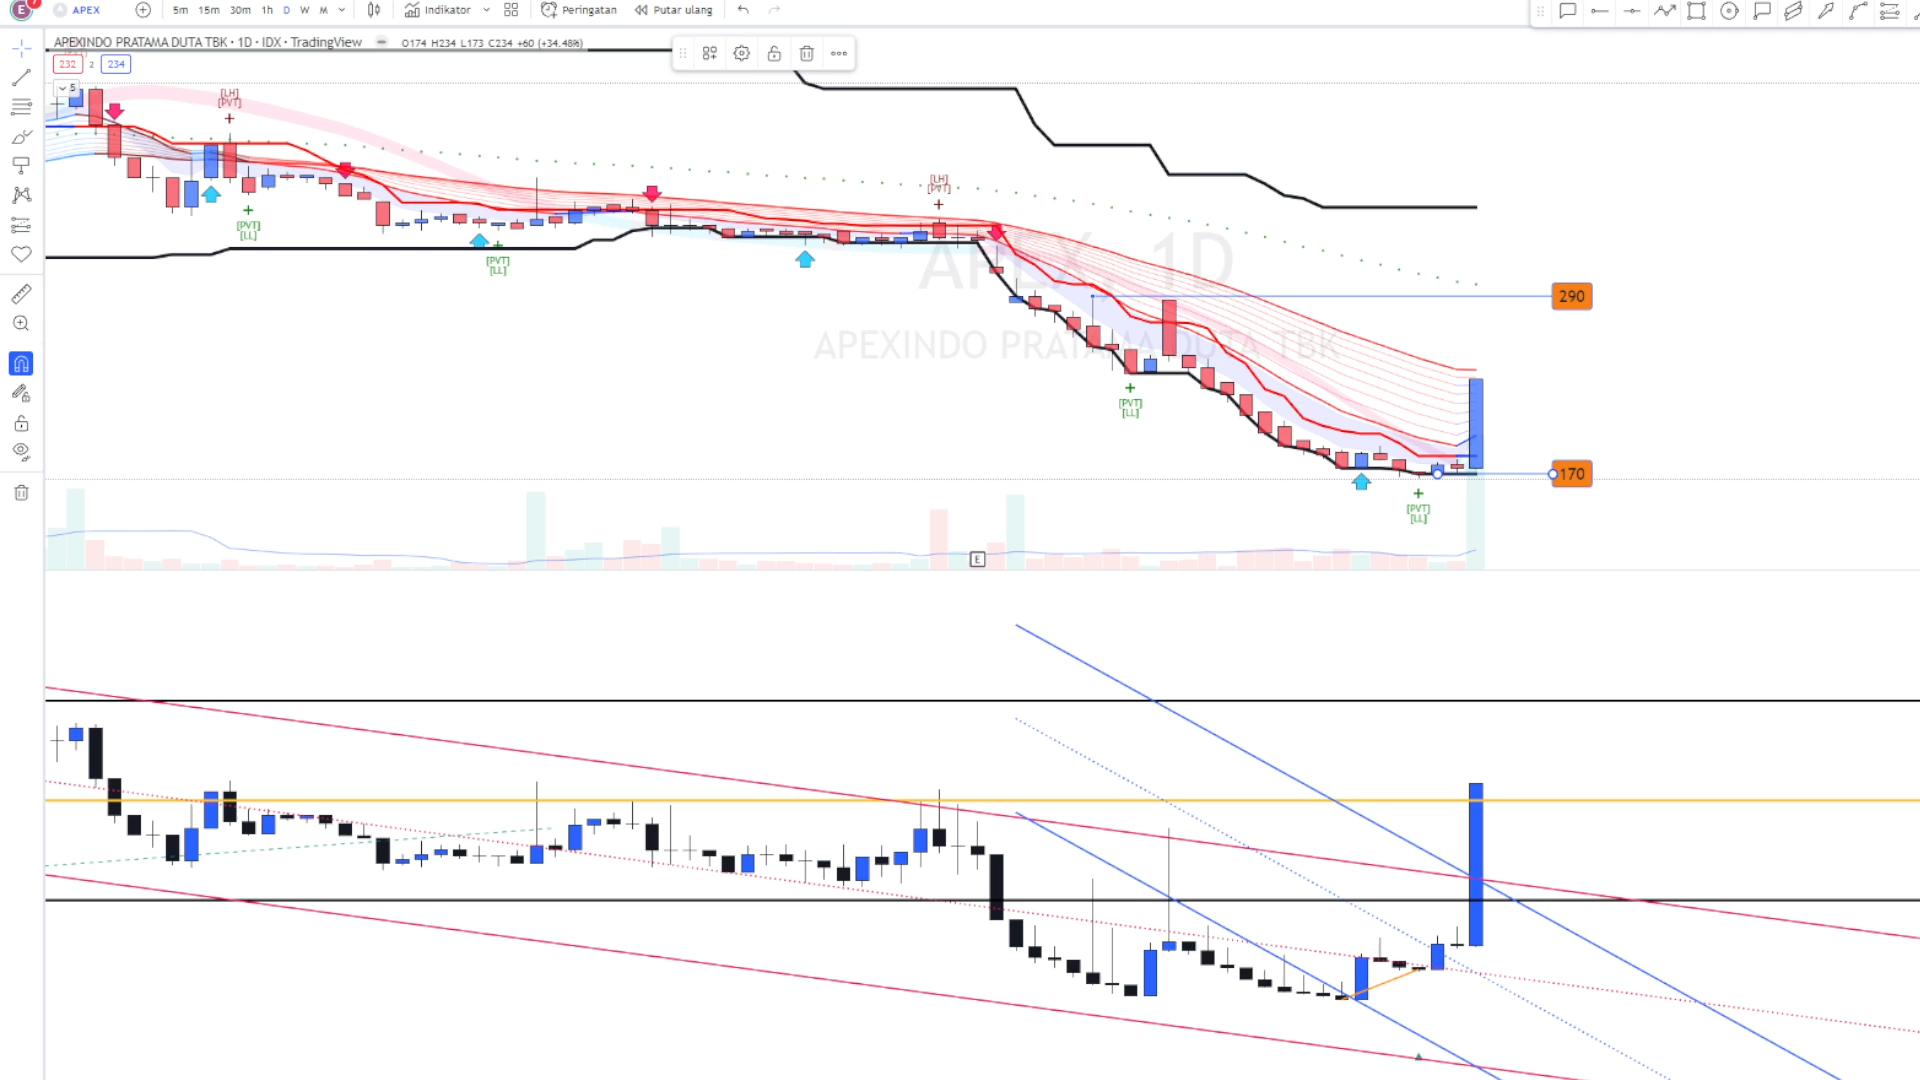 E 7 APEX 5m 15m 30m 1h D W M Indikator Peringatan Putar ulang
APEXINDO PRATAMA DUTA TBK · 1D · IDX · TradingView O174 H234 L173 C234 +60 (+34.48%)
232 2 234
5
[LH]
[PVT]
[PVT]
[LL]
[PVT]
[LL]
[LH]
[PVT]
APEX, 1D
APEXINDO PRATAMA DUTA TBK
290
[PVT]
[LL]
170
[PVT]
[LL]
E